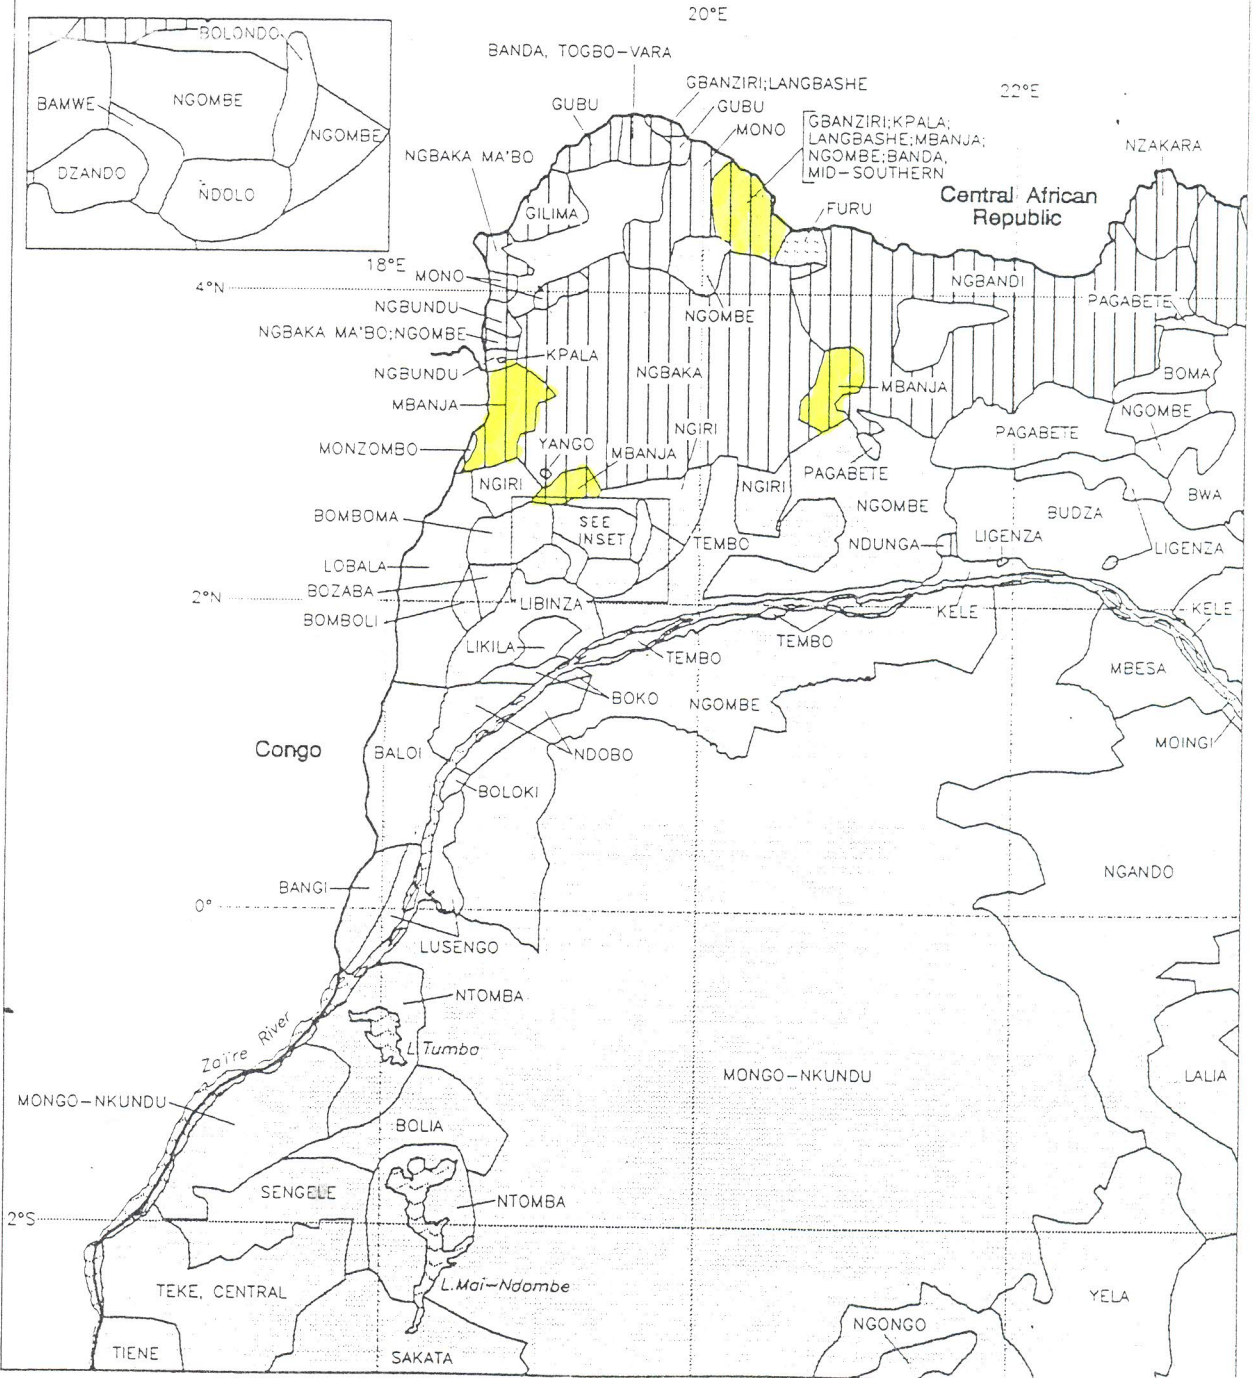 20°E
BOLONDO
BANDA, TOGBO-VARA
BAMWE
NGOMBE
NGOMBE
DZANDO
NDOLO
GUBU
GBANZIRI;LANGBASHE
GUBU
MONO
22°E
GBANZIRI;KPALA;
LANGBASHE;MBANJA;
NGOMBE;BANDA,
MID-SOUTHERN
NZAKARA
NGBAKA MA'BO
Central African
Republic
GILIMA
FURU
18°E
MONO
4°N
NGBANDI
PAGABETE
NGBUNDU
NGOMBE
NGBAKA MA'BO;NGOMBE
KPALA
NGBUNDU
NGBAKA
MBANJA
BOMA
MBANJA
NGOMBE
NGIRI
PAGABETE
MONZOMBO
YANGO
MBANJA
PAGABETE
NGIRI
NGIRI
NGOMBE
BWA
BUDZA
BOMBOMA
SEE
INSET
TEMBO
NDUNGA
LIGENZA
LIGENZA
LOBALA
BOZABA
2°N
LIBINZA
KELE
KELE
BOMBOLI
LIKILA
TEMBO
TEMBO
MBESA
BOKO
NGOMBE
Congo
BALOI
NDOBO
MOINGI
BOLOKI
BANGI
NGANDO
0°
LUSENGO
NTOMBA
Zaïre River
L.Tumba
MONGO-NKUNDU
MONGO-NKUNDU
LALIA
BOLIA
SENGELE
NTOMBA
2°S
TEKE, CENTRAL
L.Mai-Ndombe
YELA
NGONGO
TIENE
SAKATA